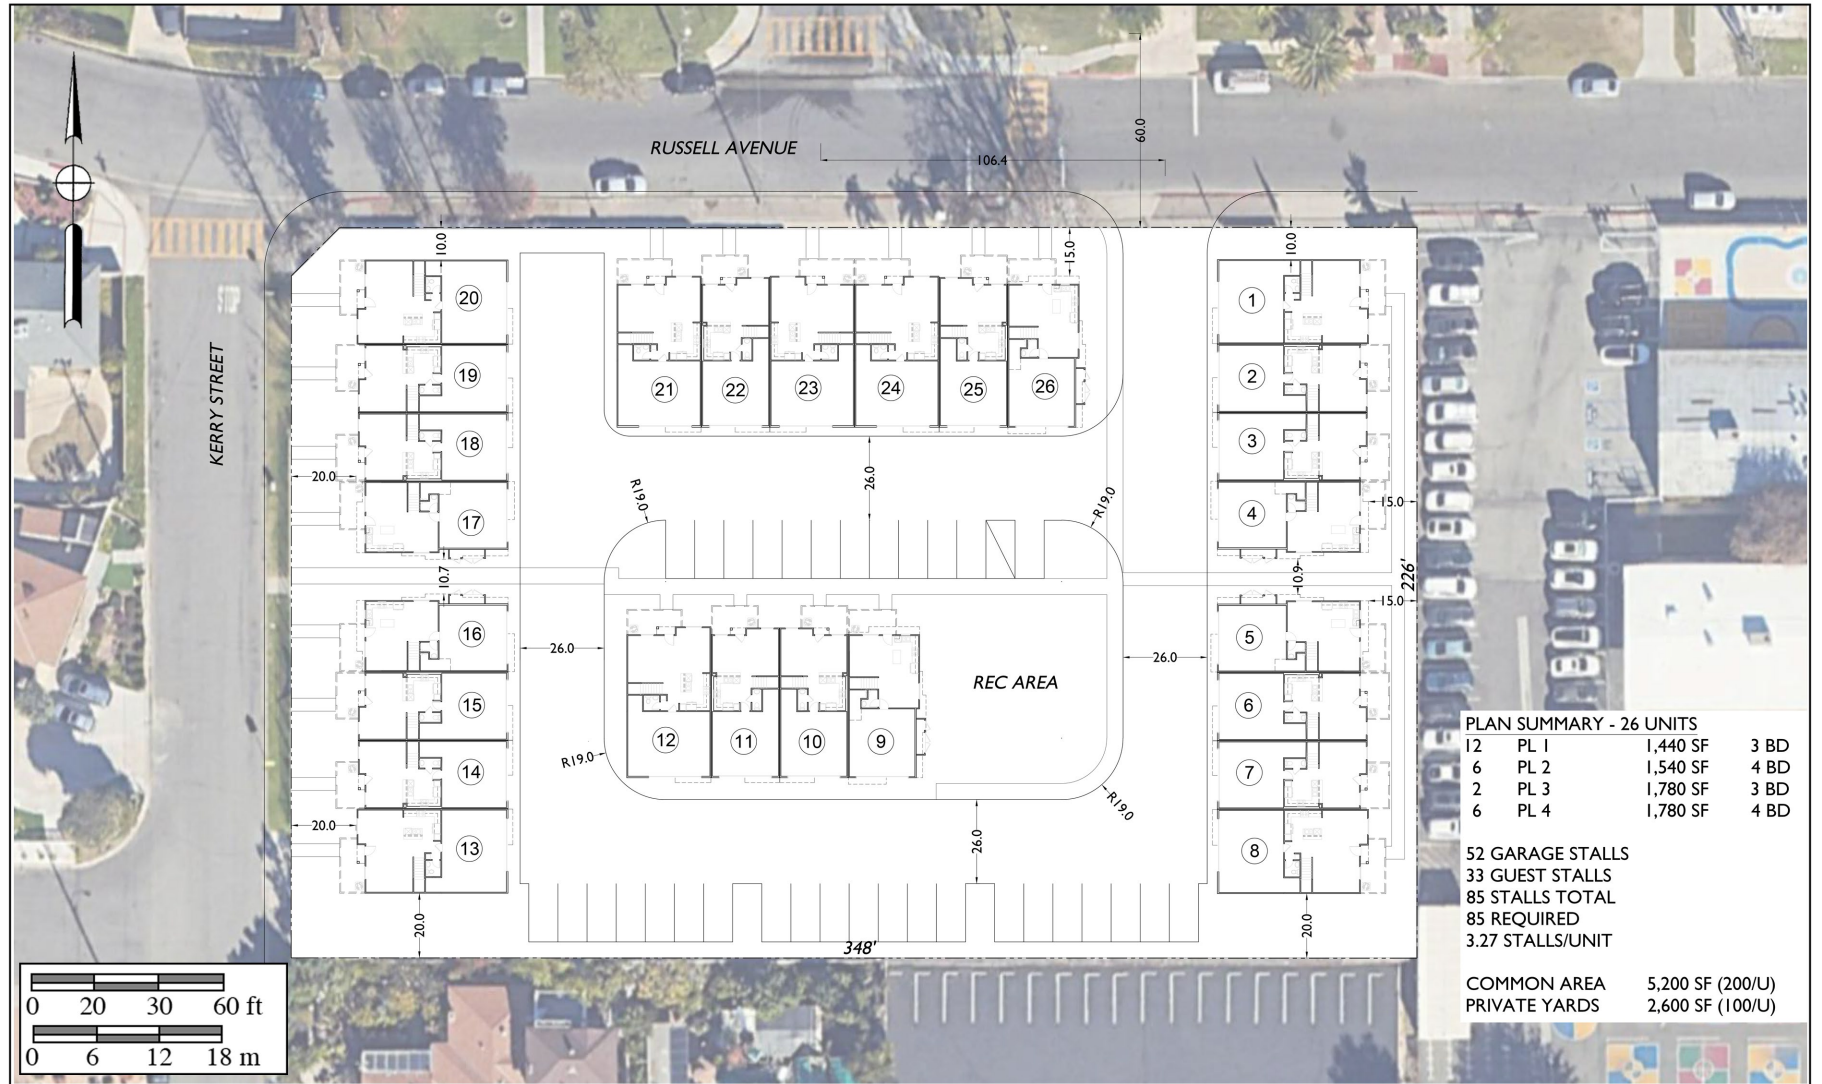 RUSSELL AVENUE
60.0
106.4
10.0
15.0
10.0
KERRY STREET
20
19
18
17
16
15
14
13
21
22
23
24
25
26
1
2
3
4
5
6
7
8
12
11
10
9
20.0
20.0
10.7
26.0
R19.0
R19.0
26.0
REC AREA
26.0
R19.0
R19.0
26.0
15.0
10.9
226'
15.0
20.0
20.0
348'
PLAN SUMMARY - 26 UNITS
12 PL 1 1,440 SF 3 BD
6 PL 2 1,540 SF 4 BD
2 PL 3 1,780 SF 3 BD
6 PL 4 1,780 SF 4 BD
52 GARAGE STALLS
33 GUEST STALLS
85 STALLS TOTAL
85 REQUIRED
3.27 STALLS/UNIT
COMMON AREA 5,200 SF (200/U)
PRIVATE YARDS 2,600 SF (100/U)
0 20 30 60 ft
0 6 12 18 m